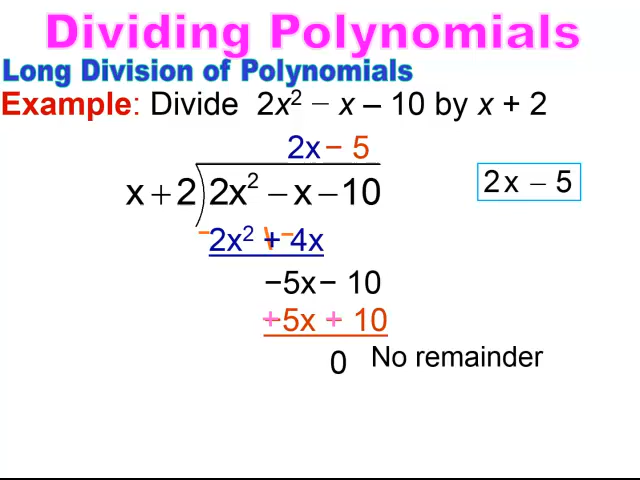 Dividing Polynomials
Long Division of Polynomials
Example: Divide 2x² − x – 10 by x + 2
2x − 5
x + 2 2x² − x − 10
2x − 5
− 2x² + 4x −
−5x − 10
+5x + 10
0 No remainder